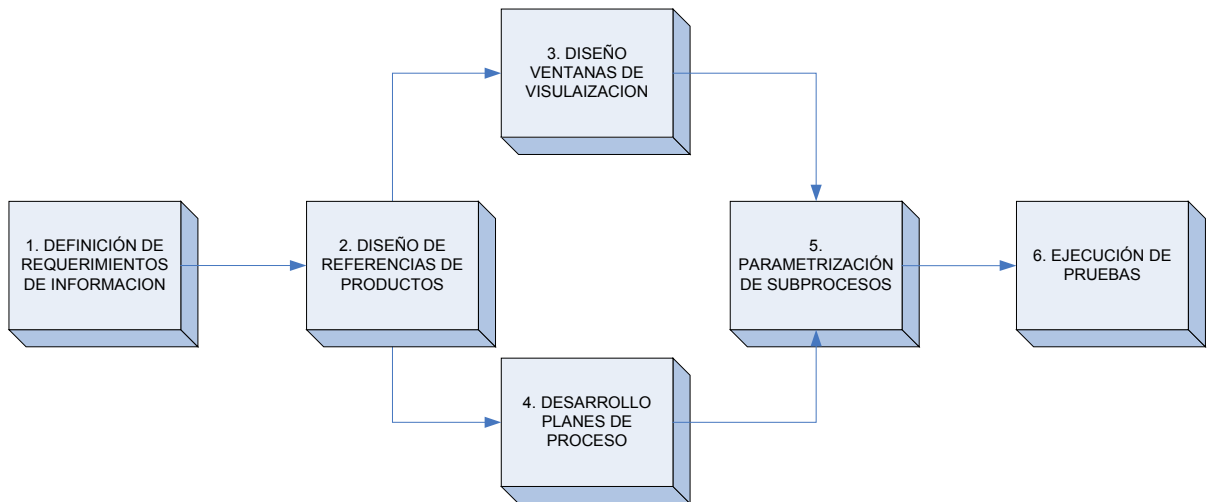 3. DISEÑO
VENTANAS DE
VISULAIZACION
1. DEFINICIÓN DE
REQUERIMIENTOS
DE INFORMACION
2. DISEÑO DE
REFERENCIAS DE
PRODUCTOS
5.
PARAMETRIZACIÓN
DE SUBPROCESOS
6. EJECUCIÓN DE
PRUEBAS
4. DESARROLLO
PLANES DE
PROCESO